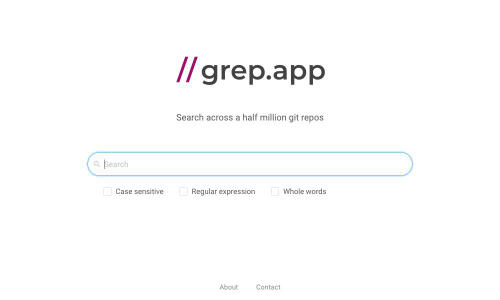 // grep.app
Search across a half million git repos
Search
Case sensitive Regular expression Whole words
About Contact